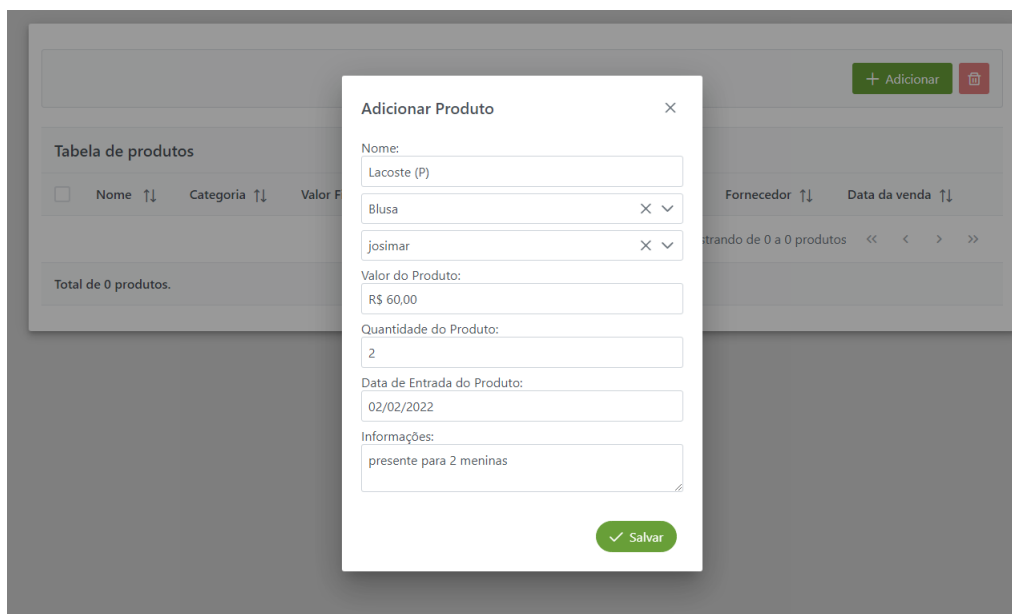 Adicionar
Adicionar Produto
Tabela de produtos
Nome:
Lacoste (P)
Nome Categoria Valor F Fornecedor Data da venda
Blusa
strando de 0 a 0 produtos
josimar
Valor do Produto:
Total de 0 produtos.
R$ 60,00
Quantidade do Produto:
2
Data de Entrada do Produto:
02/02/2022
Informações:
presente para 2 meninas
Salvar